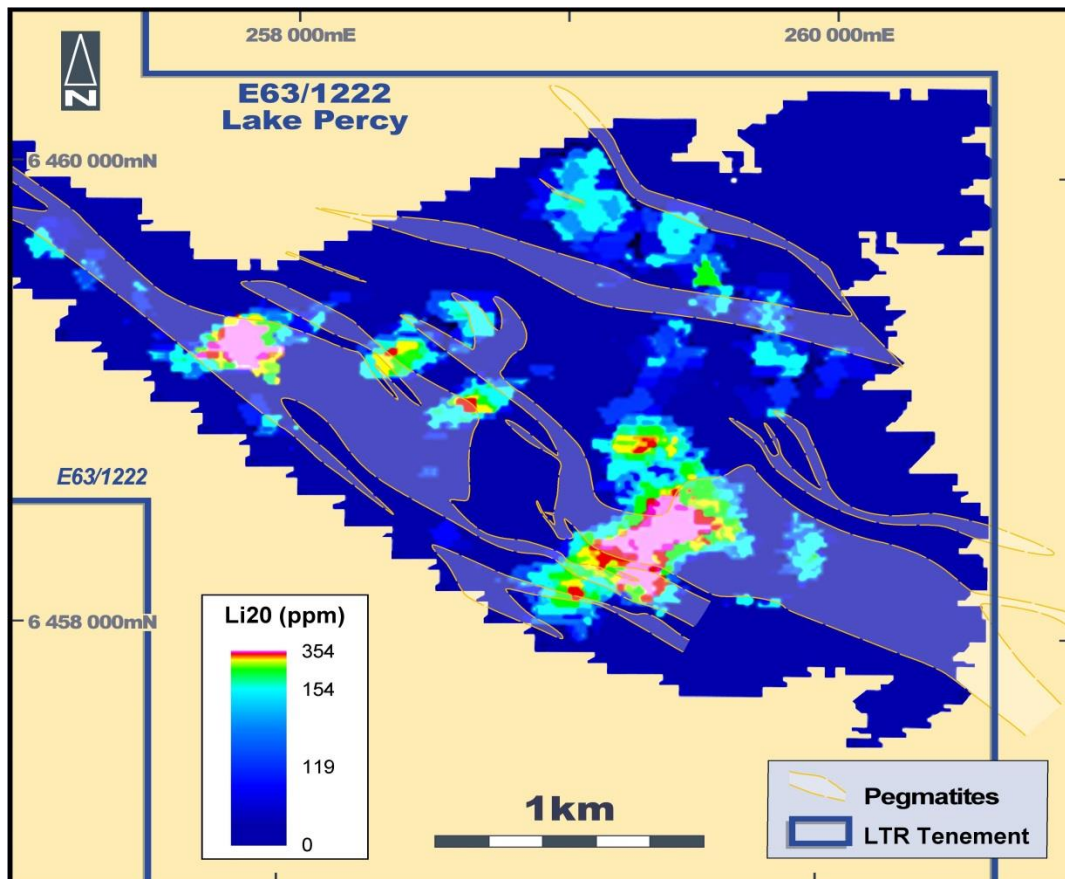 258 000mE
260 000mE
N
E63/1222
Lake Percy
6 460 000mN
E63/1222
6 458 000mN
Li20 (ppm)
354
154
119
0
1km
Pegmatites
LTR Tenement